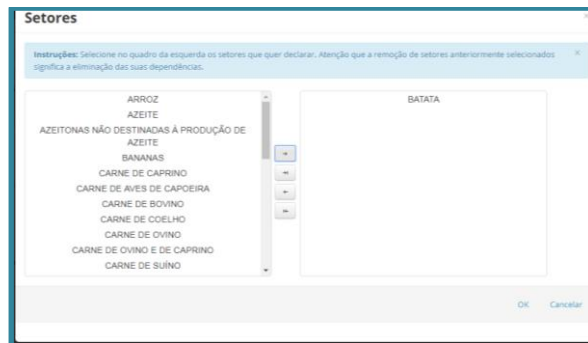 Setores
×
Instruções: Selecione no quadro da esquerda os setores que quer declarar. Atenção que a remoção de setores anteriormente selecionados
significa a eliminação das suas dependências.
×
ARROZ
AZEITE
AZEITONAS NÃO DESTINADAS À PRODUÇÃO DE
AZEITE
BANANAS
CARNE DE CAPRINO
CARNE DE AVES DE CAPOEIRA
CARNE DE BOVINO
CARNE DE COELHO
CARNE DE OVINO
CARNE DE OVINO E DE CAPRINO
CARNE DE SUÍNO
BATATA
OK Cancelar